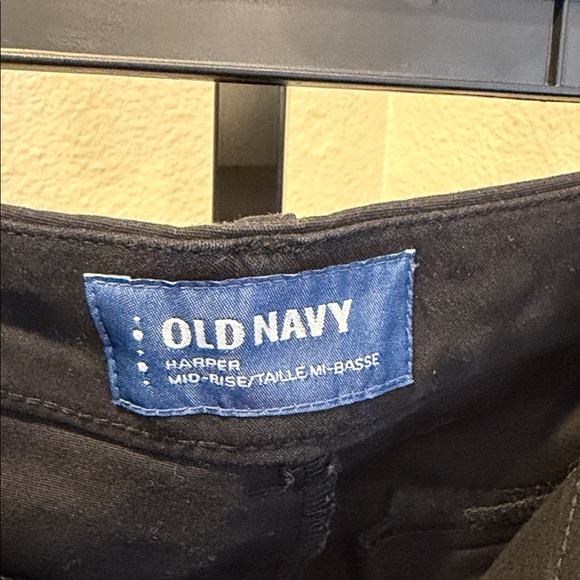 OLD NAVY
HARPER
MID-RISE/TAILLE MI-BASSE